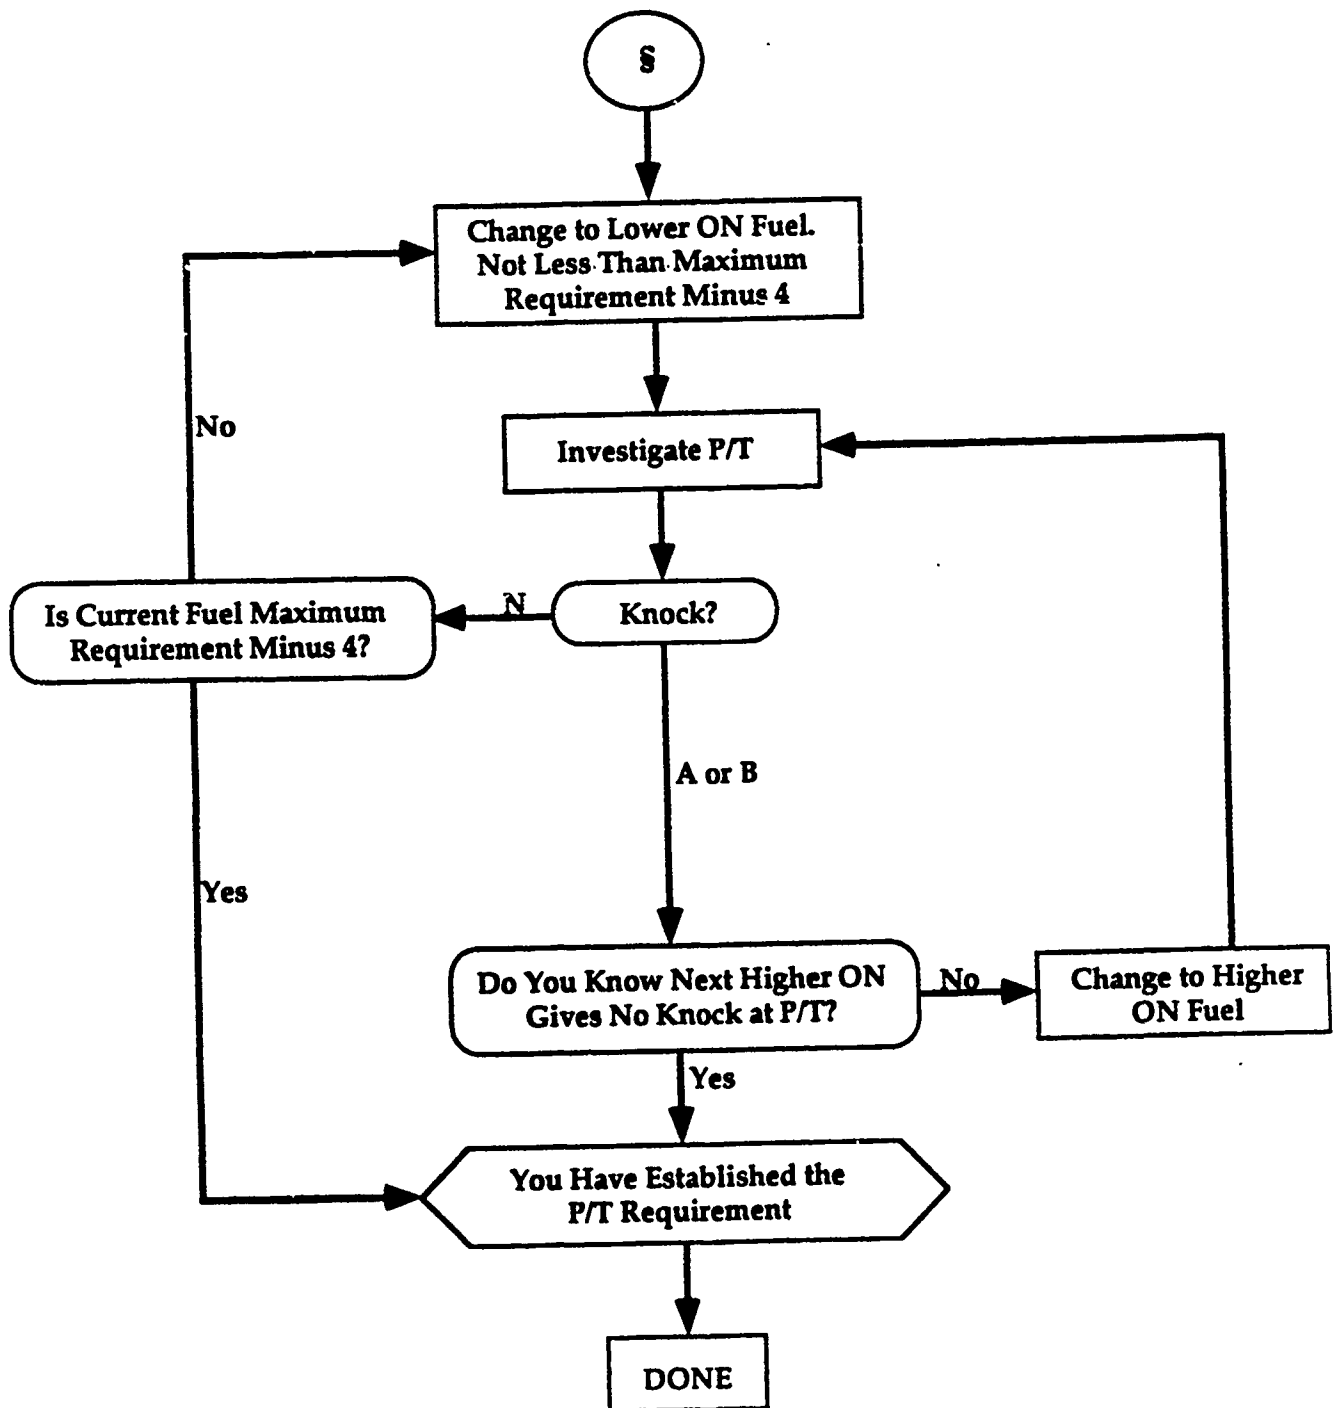 §
Change to Lower ON Fuel.
Not Less Than Maximum
Requirement Minus 4
No
Investigate P/T
Is Current Fuel Maximum
Requirement Minus 4?
N
Knock?
A or B
Yes
Do You Know Next Higher ON
Gives No Knock at P/T?
No
Change to Higher
ON Fuel
Yes
You Have Established the
P/T Requirement
DONE